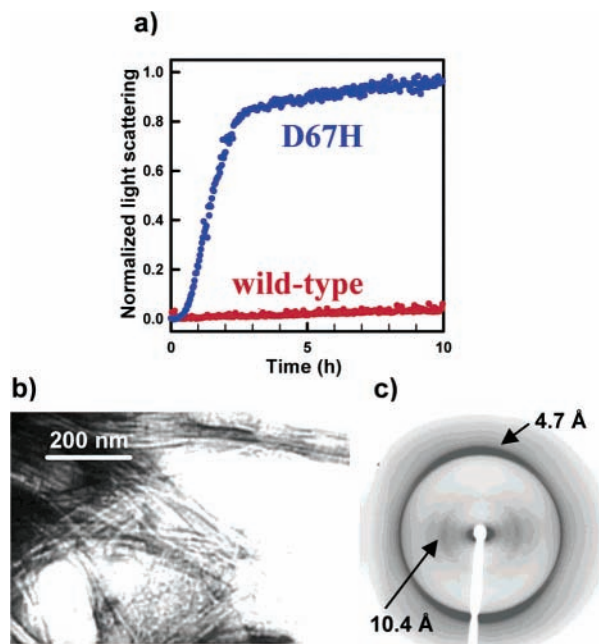 a)
1.0
0.8
0.6
0.4
0.2
0.0
Normalized light scattering
D67H
wild-type
0 5 10
Time (h)
b)
200 nm
c)
4.7 Å
10.4 Å